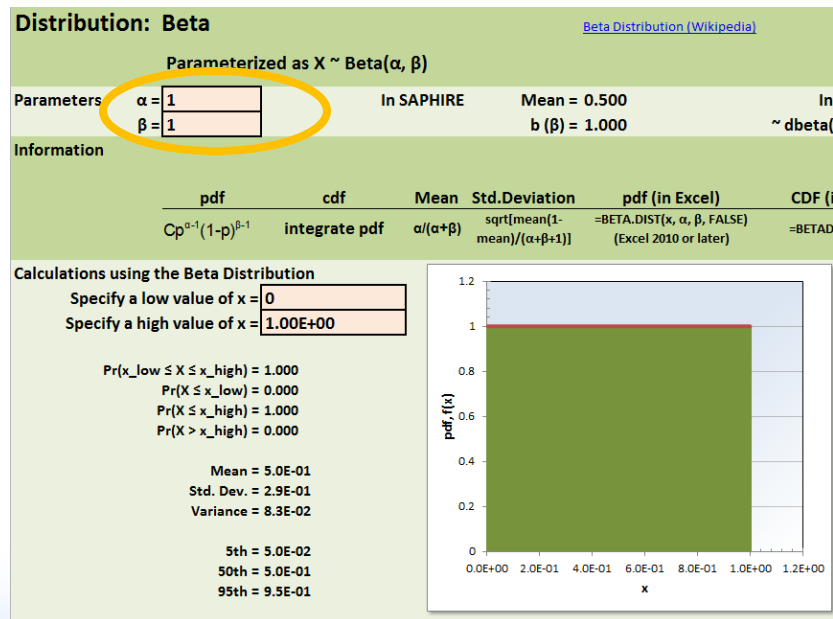 Distribution: Beta
Beta Distribution (Wikipedia)
Parameterized as X ~ Beta(α, β)
Parameters α = 1 In SAPHIRE Mean = 0.500 In
β = 1 b (β) = 1.000 ~ dbeta(
Information
pdf cdf Mean Std.Deviation pdf (in Excel) CDF (i
Cpα-1(1-p)β-1 integrate pdf α/(α+β) sqrt[mean(1- =BETA.DIST(x, α, β, FALSE) =BETAD
mean)/(α+β+1)] (Excel 2010 or later)
Calculations using the Beta Distribution
Specify a low value of x = 0
Specify a high value of x = 1.00E+00
Pr(x_low ≤ X ≤ x_high) = 1.000
Pr(X ≤ x_low) = 0.000
Pr(X ≤ x_high) = 1.000
Pr(X > x_high) = 0.000
Mean = 5.0E-01
Std. Dev. = 2.9E-01
Variance = 8.3E-02
5th = 5.0E-02
50th = 5.0E-01
95th = 9.5E-01
1.2
1
0.8
0.6
0.4
0.2
0
pdf, f(x)
0.0E+00 2.0E-01 4.0E-01 6.0E-01 8.0E-01 1.0E+00 1.2E+00
x